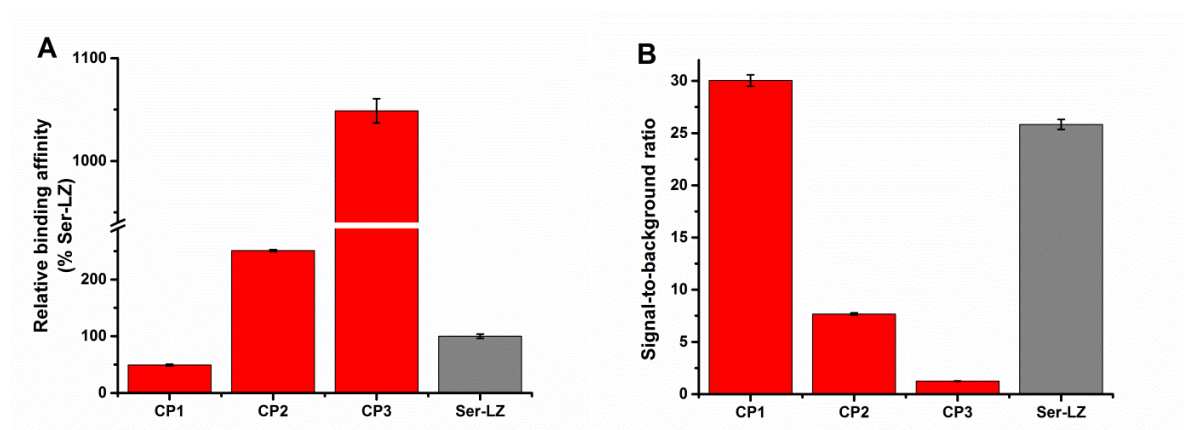 A
Relative binding affinity
(% Ser-LZ)
1100
1000
200
100
0
CP1 CP2 CP3 Ser-LZ
B
Signal-to-background ratio
30
25
20
15
10
5
0
CP1 CP2 CP3 Ser-LZ